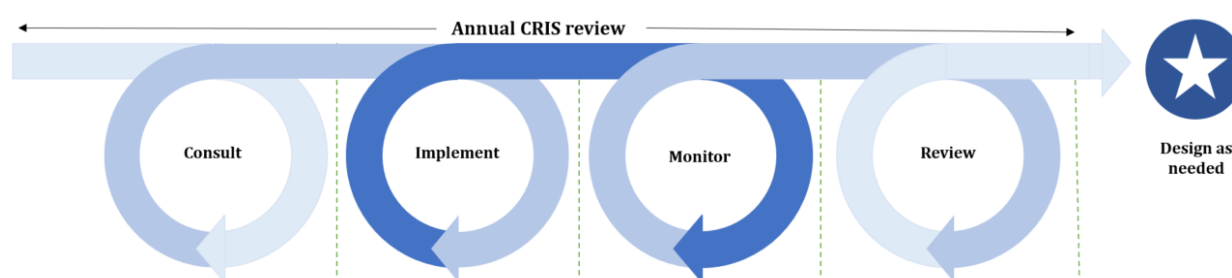 Annual CRIS review
Consult
Implement
Monitor
Review
Design as
needed